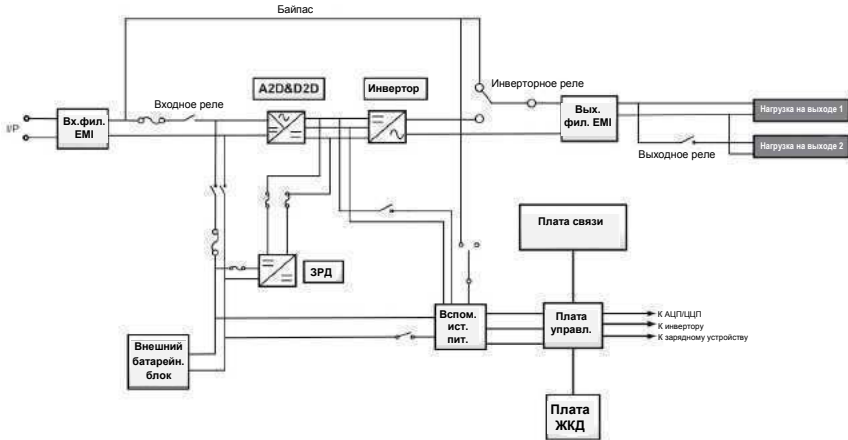 Байпас
A2D&D2D
Инвертор
Инверторное реле
Входное реле
I/P
Вх.фил.
EMI
Вых.
фил. EMI
Нагрузка на выходе 1
Нагрузка на выходе 2
Выходное реле
Плата связи
ЗРД
Вспом.
ист.
пит.
Плата
управл.
К АЦП/ЦЦП
К инвертору
К зарядному устройству
Внешний
батарейн.
блок
Плата
ЖКД